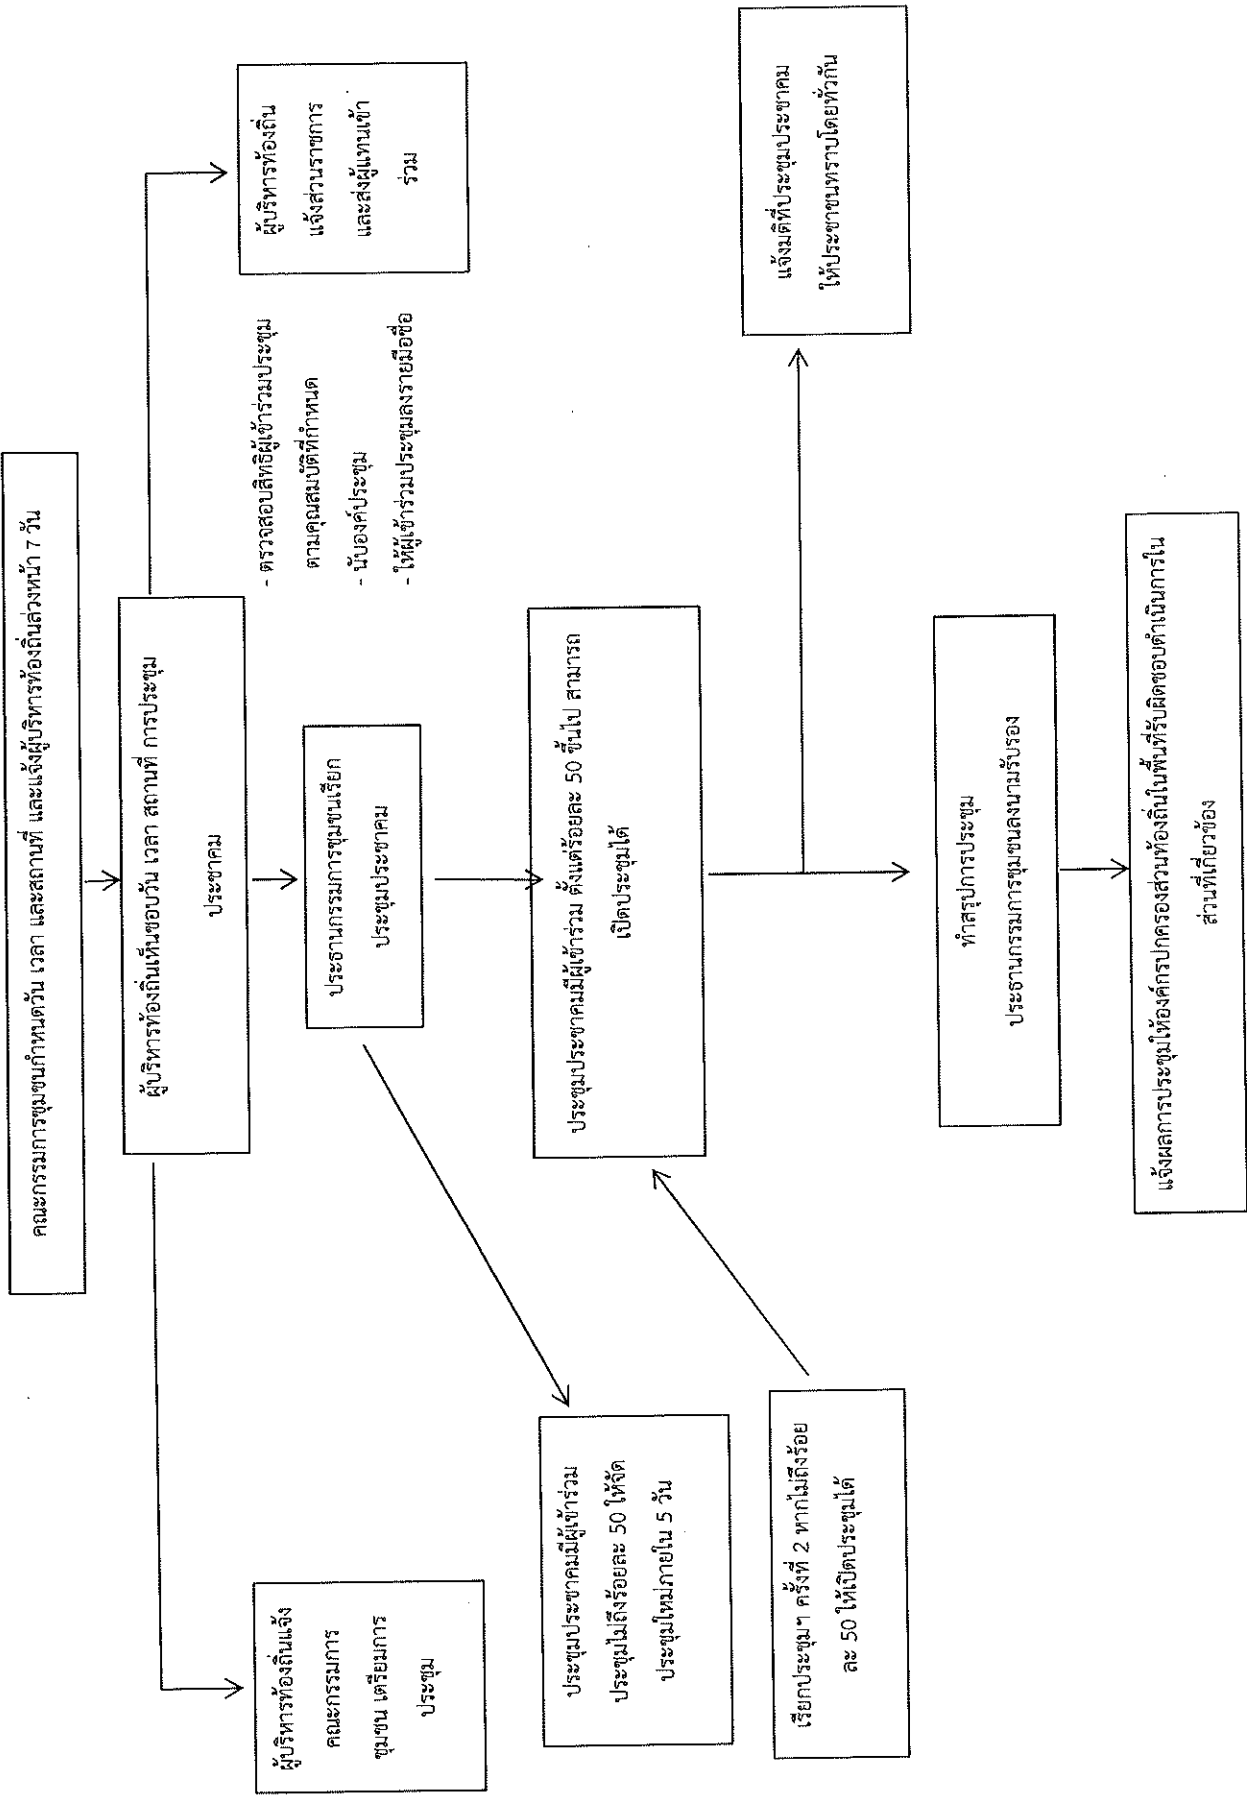 คณะกรรมการชุมชนกำหนดวัน เวลา และสถานที่ และแจ้งผู้บริหารท้องถิ่นล่วงหน้า 7 วัน
ผู้บริหารท้องถิ่นเห็นชอบวัน เวลา สถานที่ การประชุม
ประชาคม
ผู้บริหารท้องถิ่นแจ้ง
คณะกรรมการ
ชุมชน เตรียมการ
ประชุม
ประธานกรรมการชุมชนเรียก
ประชุมประชาคม
ผู้บริหารท้องถิ่น
แจ้งส่วนราชการ
และส่งผู้แทนเข้า
ร่วม
- ตรวจสอบสิทธิผู้เข้าร่วมประชุม
ตามคุณสมบัติที่กำหนด
- นับองค์ประชุม
- ให้ผู้เข้าร่วมประชุมลงรายมือชื่อ
ประชุมประชาคมมีผู้เข้าร่วม
ประชุมไม่ถึงร้อยละ 50 ให้จัด
ประชุมใหม่ภายใน 5 วัน
ประชุมประชาคมมีผู้เข้าร่วม ตั้งแต่ร้อยละ 50 ขึ้นไป สามารถ
เปิดประชุมได้
เรียกประชุมฯ ครั้งที่ 2 หากไม่ถึงร้อย
ละ 50 ให้เปิดประชุมได้
แจ้งมติที่ประชุมประชาคม
ให้ประชาชนทราบโดยทั่วกัน
ทำสรุปการประชุม
ประธานกรรมการชุมชนลงนามรับรอง
แจ้งผลการประชุมให้องค์กรปกครองส่วนท้องถิ่นในพื้นที่รับผิดชอบดำเนินการใน
ส่วนที่เกี่ยวข้อง